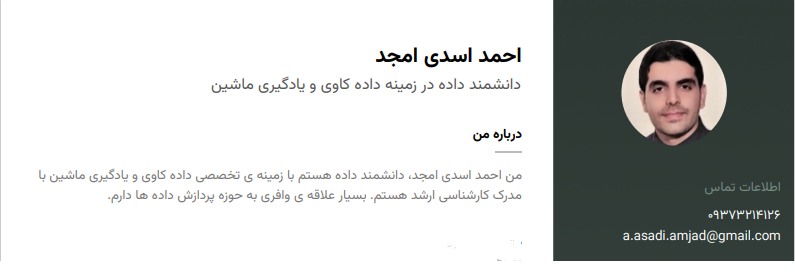 احمد اسدی امجد
دانشمند داده در زمینه داده کاوی و یادگیری ماشین
درباره من
من احمد اسدی امجد، دانشمند داده هستم با زمینه ی تخصصی داده کاوی و یادگیری ماشین با
مدرک کارشناسی ارشد هستم. بسیار علاقه ی وافری به حوزه پردازش داده ها دارم.
اطلاعات تماس
۰۹۳۷۳۲۱۴۱۲۶
a.asadi.amjad@gmail.com